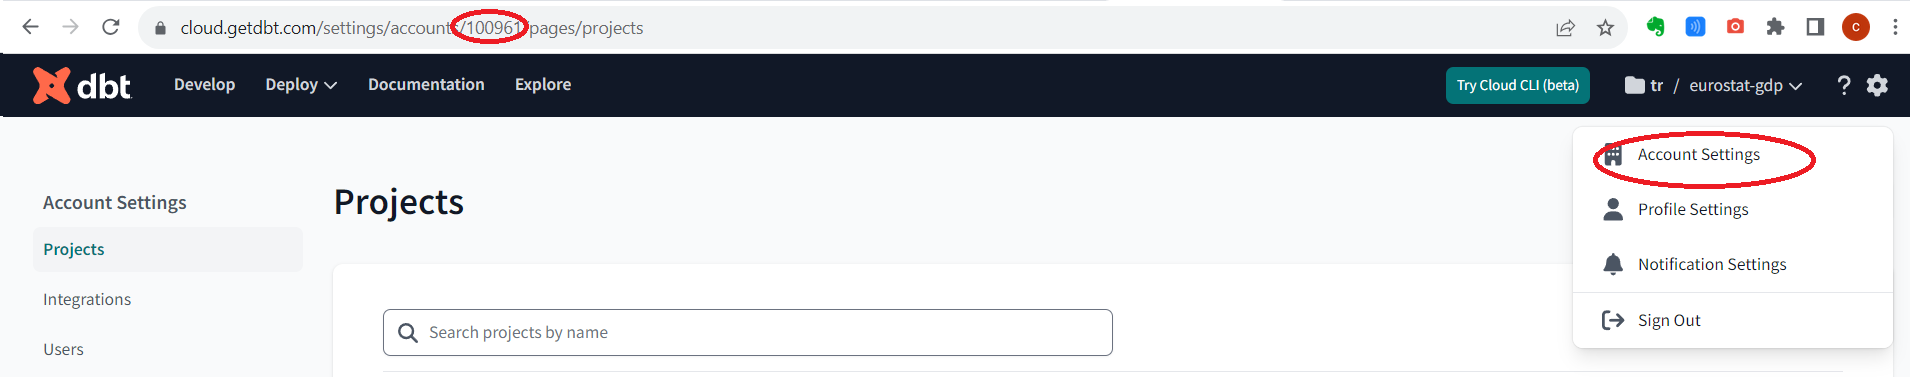 cloud.getdbt.com/settings/accounts/100961/pages/projects
C
dbt Develop Deploy Documentation Explore Try Cloud CLI (beta) tr / eurostat-gdp ?
Account Settings
Projects
Integrations
Users
Projects
Search projects by name
Account Settings
Profile Settings
Notification Settings
Sign Out